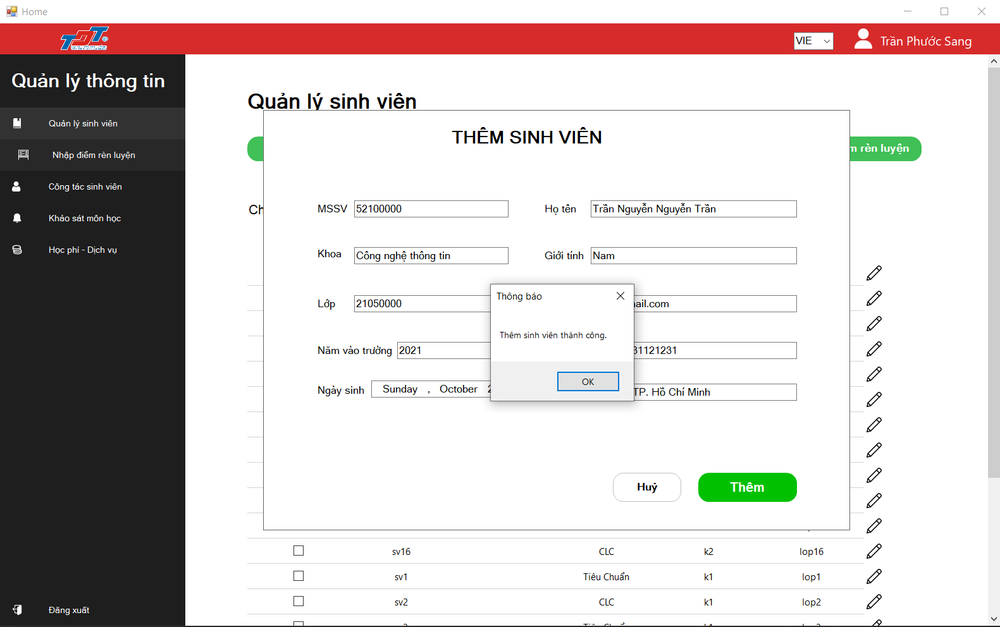 Home
TDT
VIE
Trần Phước Sang
Quản lý thông tin
Quản lý sinh viên
Nhập điểm rèn luyện
Công tác sinh viên
Khảo sát môn học
Học phí - Dịch vụ
Đăng xuất
Quản lý sinh viên
rèn luyện
THÊM SINH VIÊN
MSSV 52100000 Họ tên Trần Nguyễn Nguyễn Trần
Khoa Công nghệ thông tin Giới tính Nam
Lớp 21050000 ail.com
Năm vào trường 2021 31121231
Ngày sinh Sunday , October TP. Hồ Chí Minh
Thông báo
Thêm sinh viên thành công.
OK
Huỷ
Thêm
sv16 CLC k2 lop16
sv1 Tiêu Chuẩn k1 lop1
sv2 CLC k1 lop2